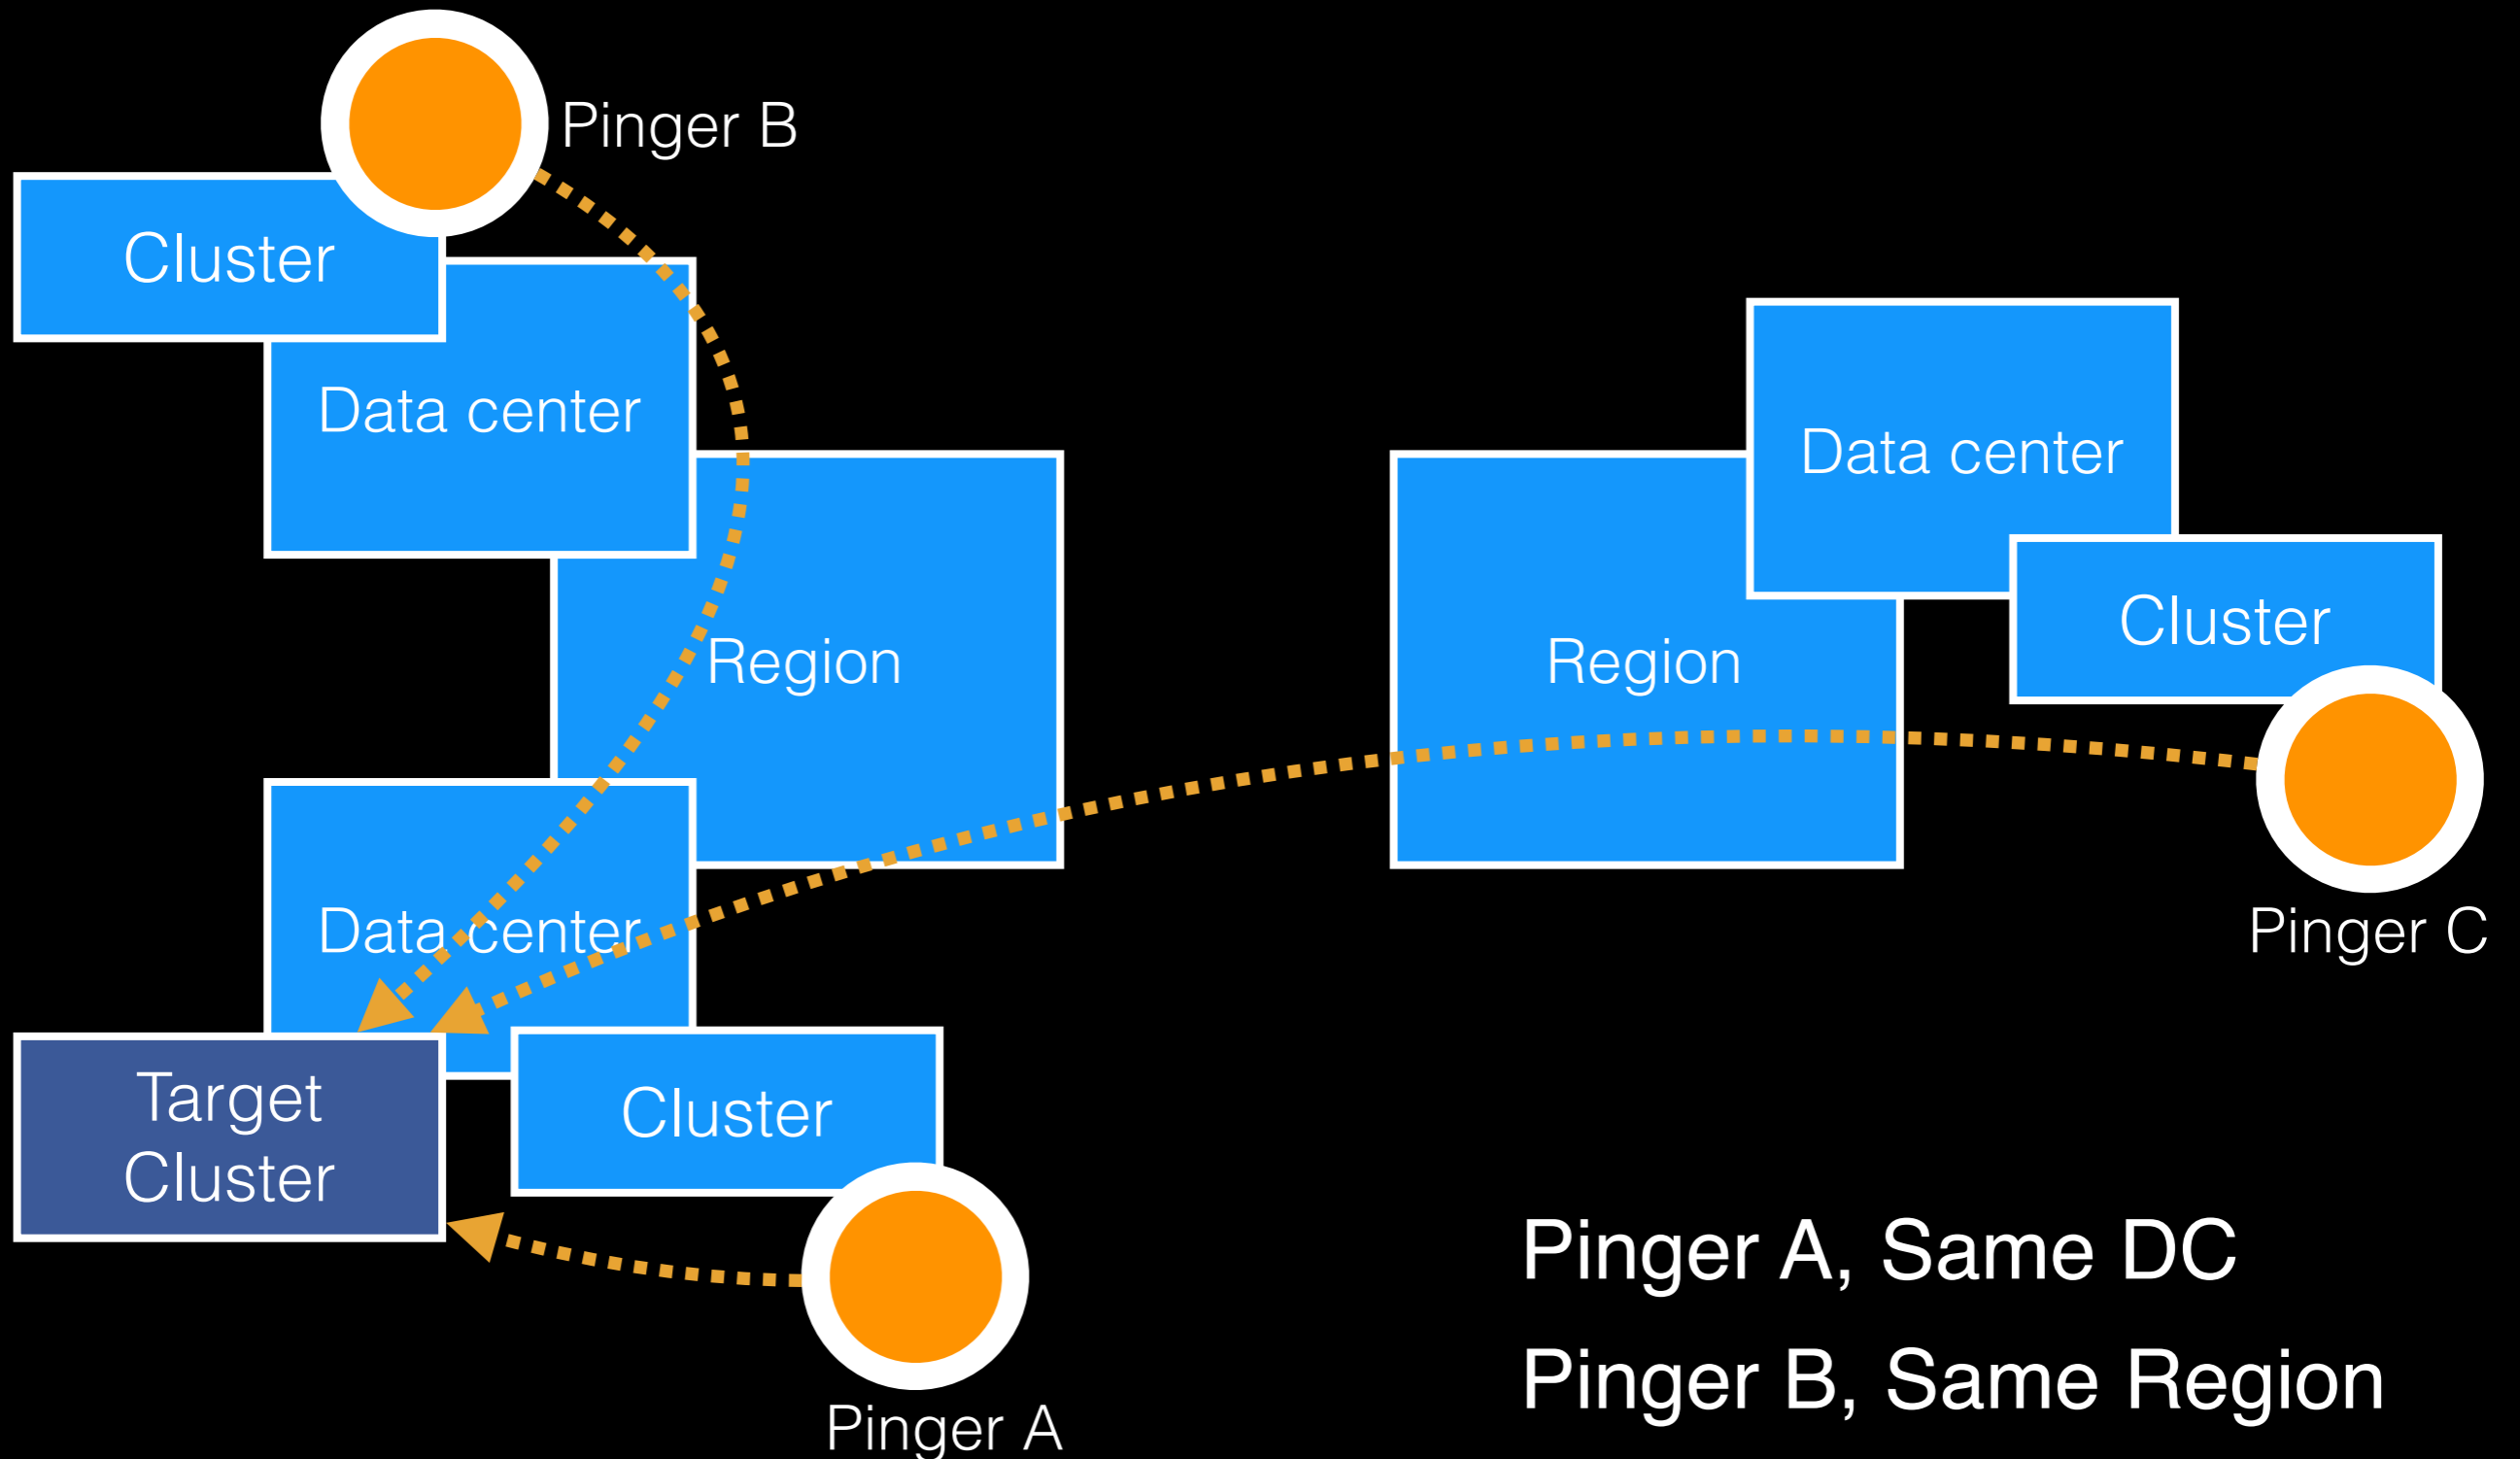 Pinger B
Cluster
Data center
Data center
Region
Region
Cluster
Data center
Pinger C
Target
Cluster
Cluster
Pinger A
Pinger A, Same DC
Pinger B, Same Region